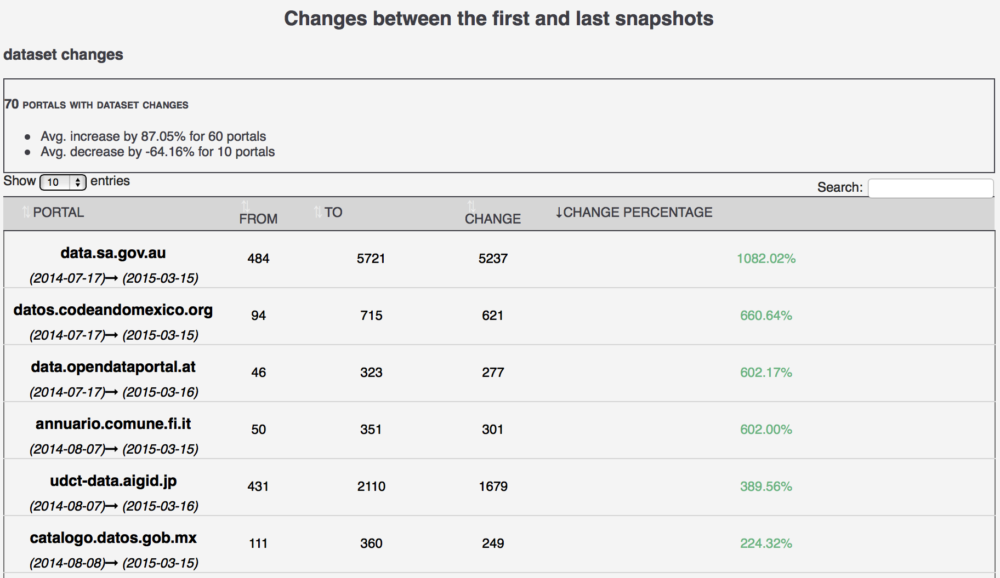 Changes between the first and last snapshots
dataset changes
70 PORTALS WITH DATASET CHANGES
• Avg. increase by 87.05% for 60 portals
• Avg. decrease by -64.16% for 10 portals
Show 10 entries
Search:
⇅ PORTAL ⇅ FROM ⇅ TO ⇅ CHANGE ↓CHANGE PERCENTAGE
data.sa.gov.au 484 5721 5237 1082.02%
(2014-07-17)→ (2015-03-15)
datos.codeandomexico.org 94 715 621 660.64%
(2014-07-17)→ (2015-03-15)
data.opendataportal.at 46 323 277 602.17%
(2014-07-17)→ (2015-03-16)
annuario.comune.fi.it 50 351 301 602.00%
(2014-08-07)→ (2015-03-15)
udct-data.aigid.jp 431 2110 1679 389.56%
(2014-08-07)→ (2015-03-16)
catalogo.datos.gob.mx 111 360 249 224.32%
(2014-08-08)→ (2015-03-15)